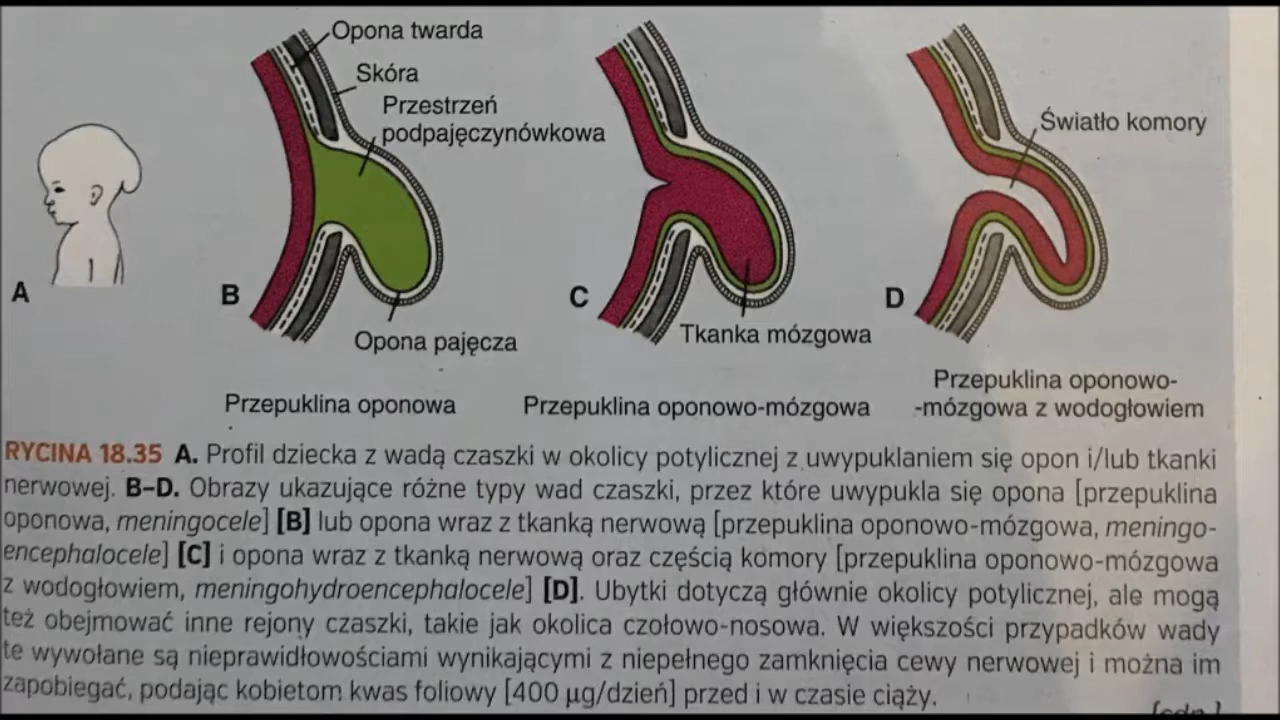 Opona twarda
Skóra
Przestrzeń
podpajęczynówkowa
Światło komory
A
B
C
D
Opona pajęcza
Tkanka mózgowa
Przepuklina oponowa
Przepuklina oponowo-mózgowa
Przepuklina oponowo-
-mózgowa z wodogłowiem
RYCINA 18.35 A. Profil dziecka z wadą czaszki w okolicy potylicznej z uwypuklaniem się opon i/lub tkanki
nerwowej. B–D. Obrazy ukazujące różne typy wad czaszki, przez które uwypukla się opona [przepuklina
oponowa, meningocele] [B] lub opona wraz z tkanką nerwową [przepuklina oponowo-mózgowa, meningo-
encephalocele] [C] i opona wraz z tkanką nerwową oraz częścią komory [przepuklina oponowo-mózgowa
z wodogłowiem, meningohydroencephalocele] [D]. Ubytki dotyczą głównie okolicy potylicznej, ale mogą
też obejmować inne rejony czaszki, takie jak okolica czołowo-nosowa. W większości przypadków wady
te wywołane są nieprawidłowościami wynikającymi z niepełnego zamknięcia cewy nerwowej i można im
zapobiegać, podając kobietom kwas foliowy [400 µg/dzień] przed i w czasie ciąży.